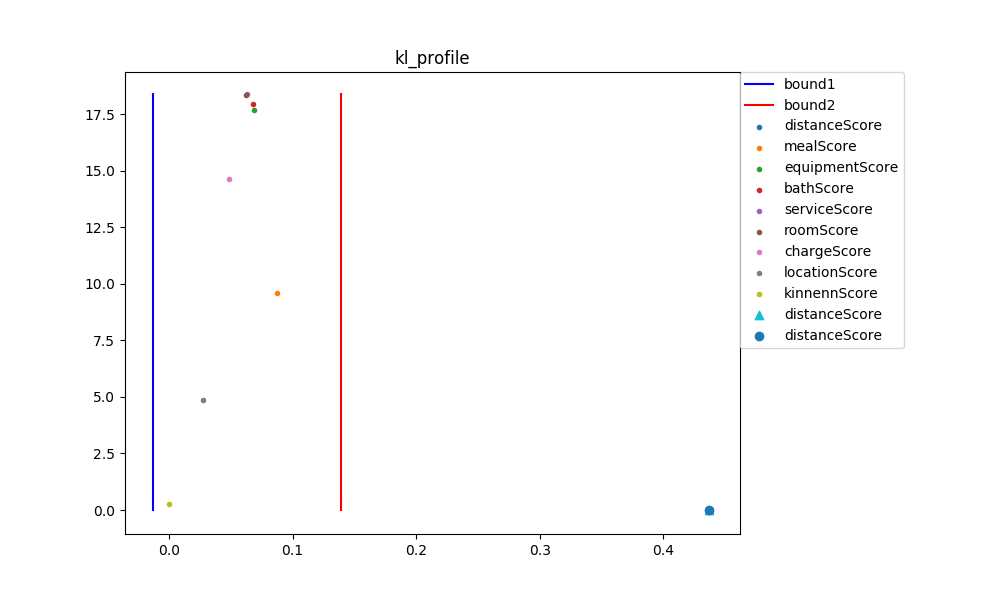 kl_profile
17.5
15.0
12.5
10.0
7.5
5.0
2.5
0.0
0.0
0.1
0.2
0.3
0.4
bound1
bound2
distanceScore
mealScore
equipmentScore
bathScore
serviceScore
roomScore
chargeScore
locationScore
kinnennScore
distanceScore
distanceScore